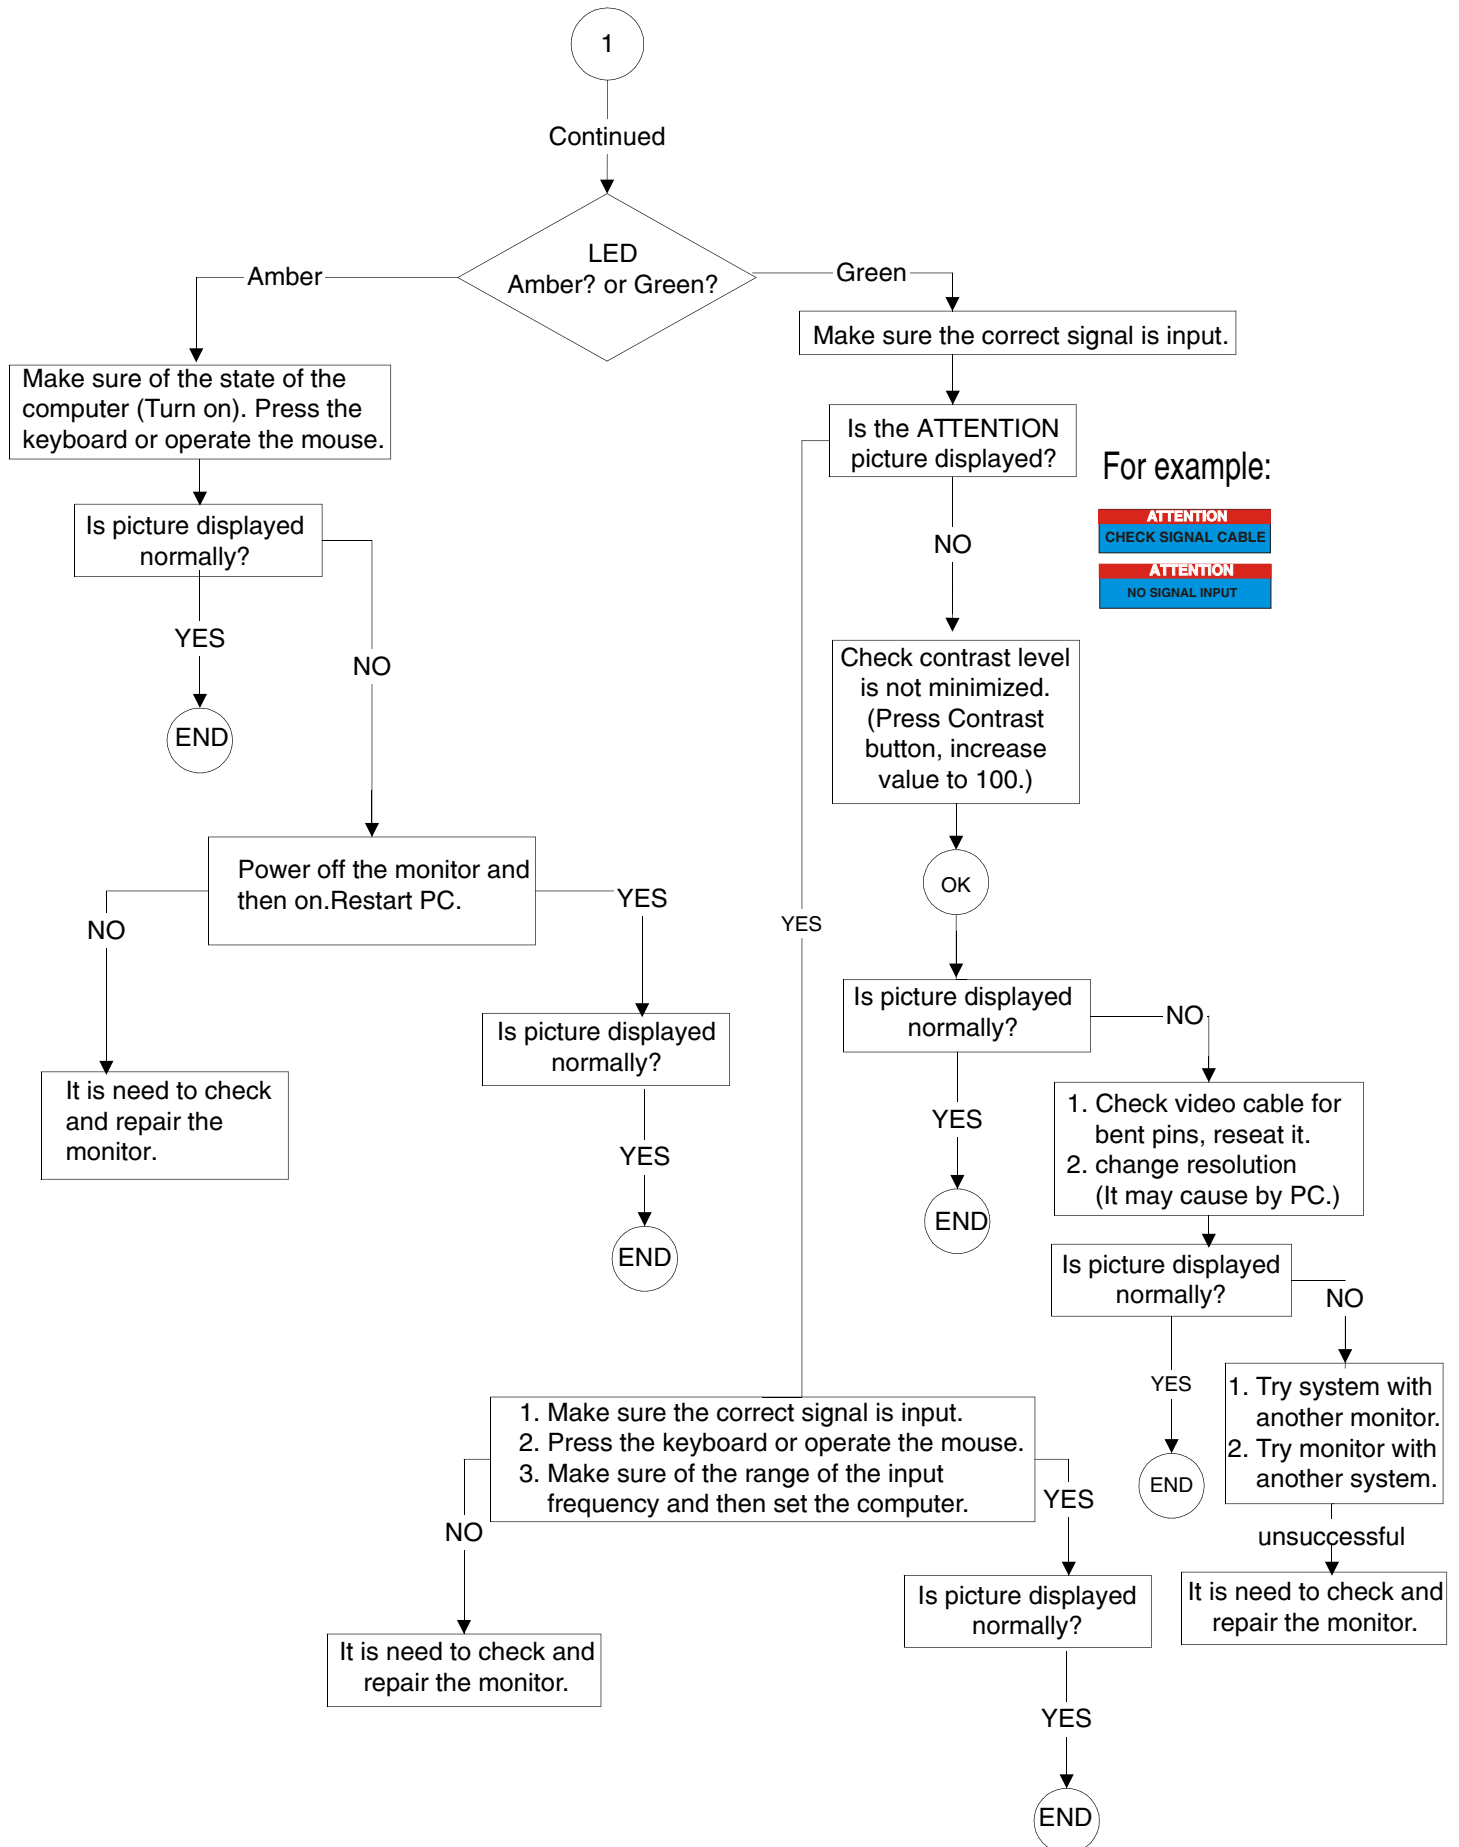 1
Continued
LED
Amber? or Green?
Amber
Green
Make sure the correct signal is input.
Make sure of the state of the
computer (Turn on). Press the
keyboard or operate the mouse.
Is the ATTENTION
picture displayed?
For example:
ATTENTION
CHECK SIGNAL CABLE
ATTENTION
NO SIGNAL INPUT
Is picture displayed
normally?
NO
YES
NO
END
Check contrast level
is not minimized.
(Press Contrast
button, increase
value to 100.)
OK
Power off the monitor and
then on.Restart PC.
NO
YES
YES
Is picture displayed
normally?
NO
Is picture displayed
normally?
It is need to check
and repair the
monitor.
YES
END
YES
END
1. Check video cable for
bent pins, reseat it.
2. change resolution
(It may cause by PC.)
Is picture displayed
normally?
NO
YES
END
1. Try system with
another monitor.
2. Try monitor with
another system.
unsuccessful
It is need to check and
repair the monitor.
1. Make sure the correct signal is input.
2. Press the keyboard or operate the mouse.
3. Make sure of the range of the input
frequency and then set the computer.
NO
YES
It is need to check and
repair the monitor.
Is picture displayed
normally?
YES
END